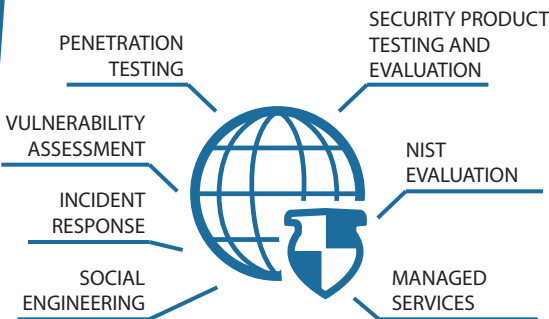 PENETRATION
TESTING
VULNERABILITY
ASSESSMENT
INCIDENT
RESPONSE
SOCIAL
ENGINEERING
SECURITY PRODUCT
TESTING AND
EVALUATION
NIST
EVALUATION
MANAGED
SERVICES